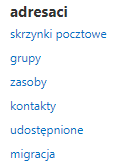 adresaci
skrzynki pocztowe
grupy
zasoby
kontakty
udostępnione
migracja